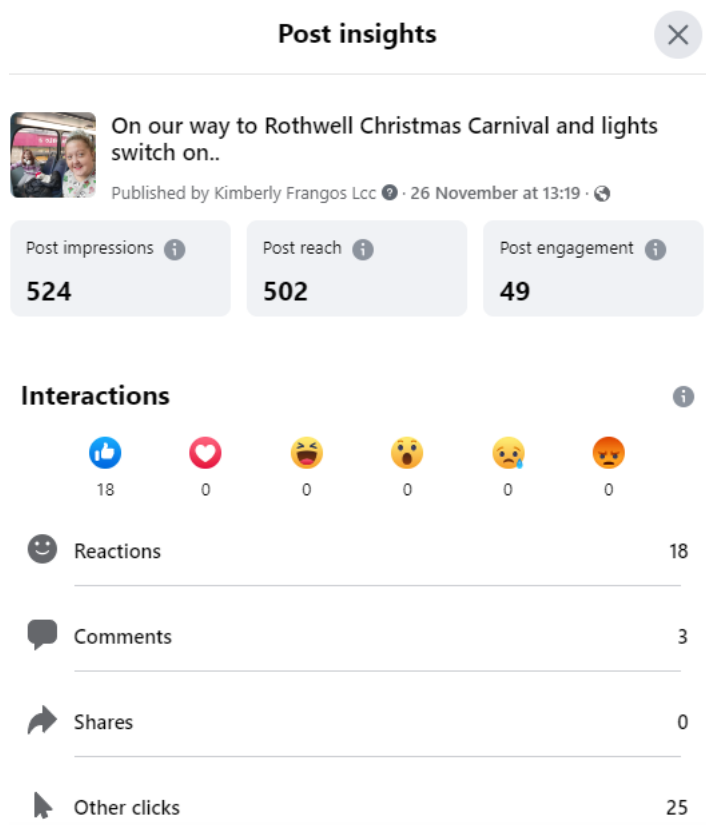 Post insights
On our way to Rothwell Christmas Carnival and lights
switch on..
Published by Kimberly Frangos Lcc · 26 November at 13:19 ·
Post impressions
Post reach
Post engagement
524
502
49
Interactions
18
0
0
0
0
0
Reactions 18
Comments 3
Shares 0
Other clicks 25